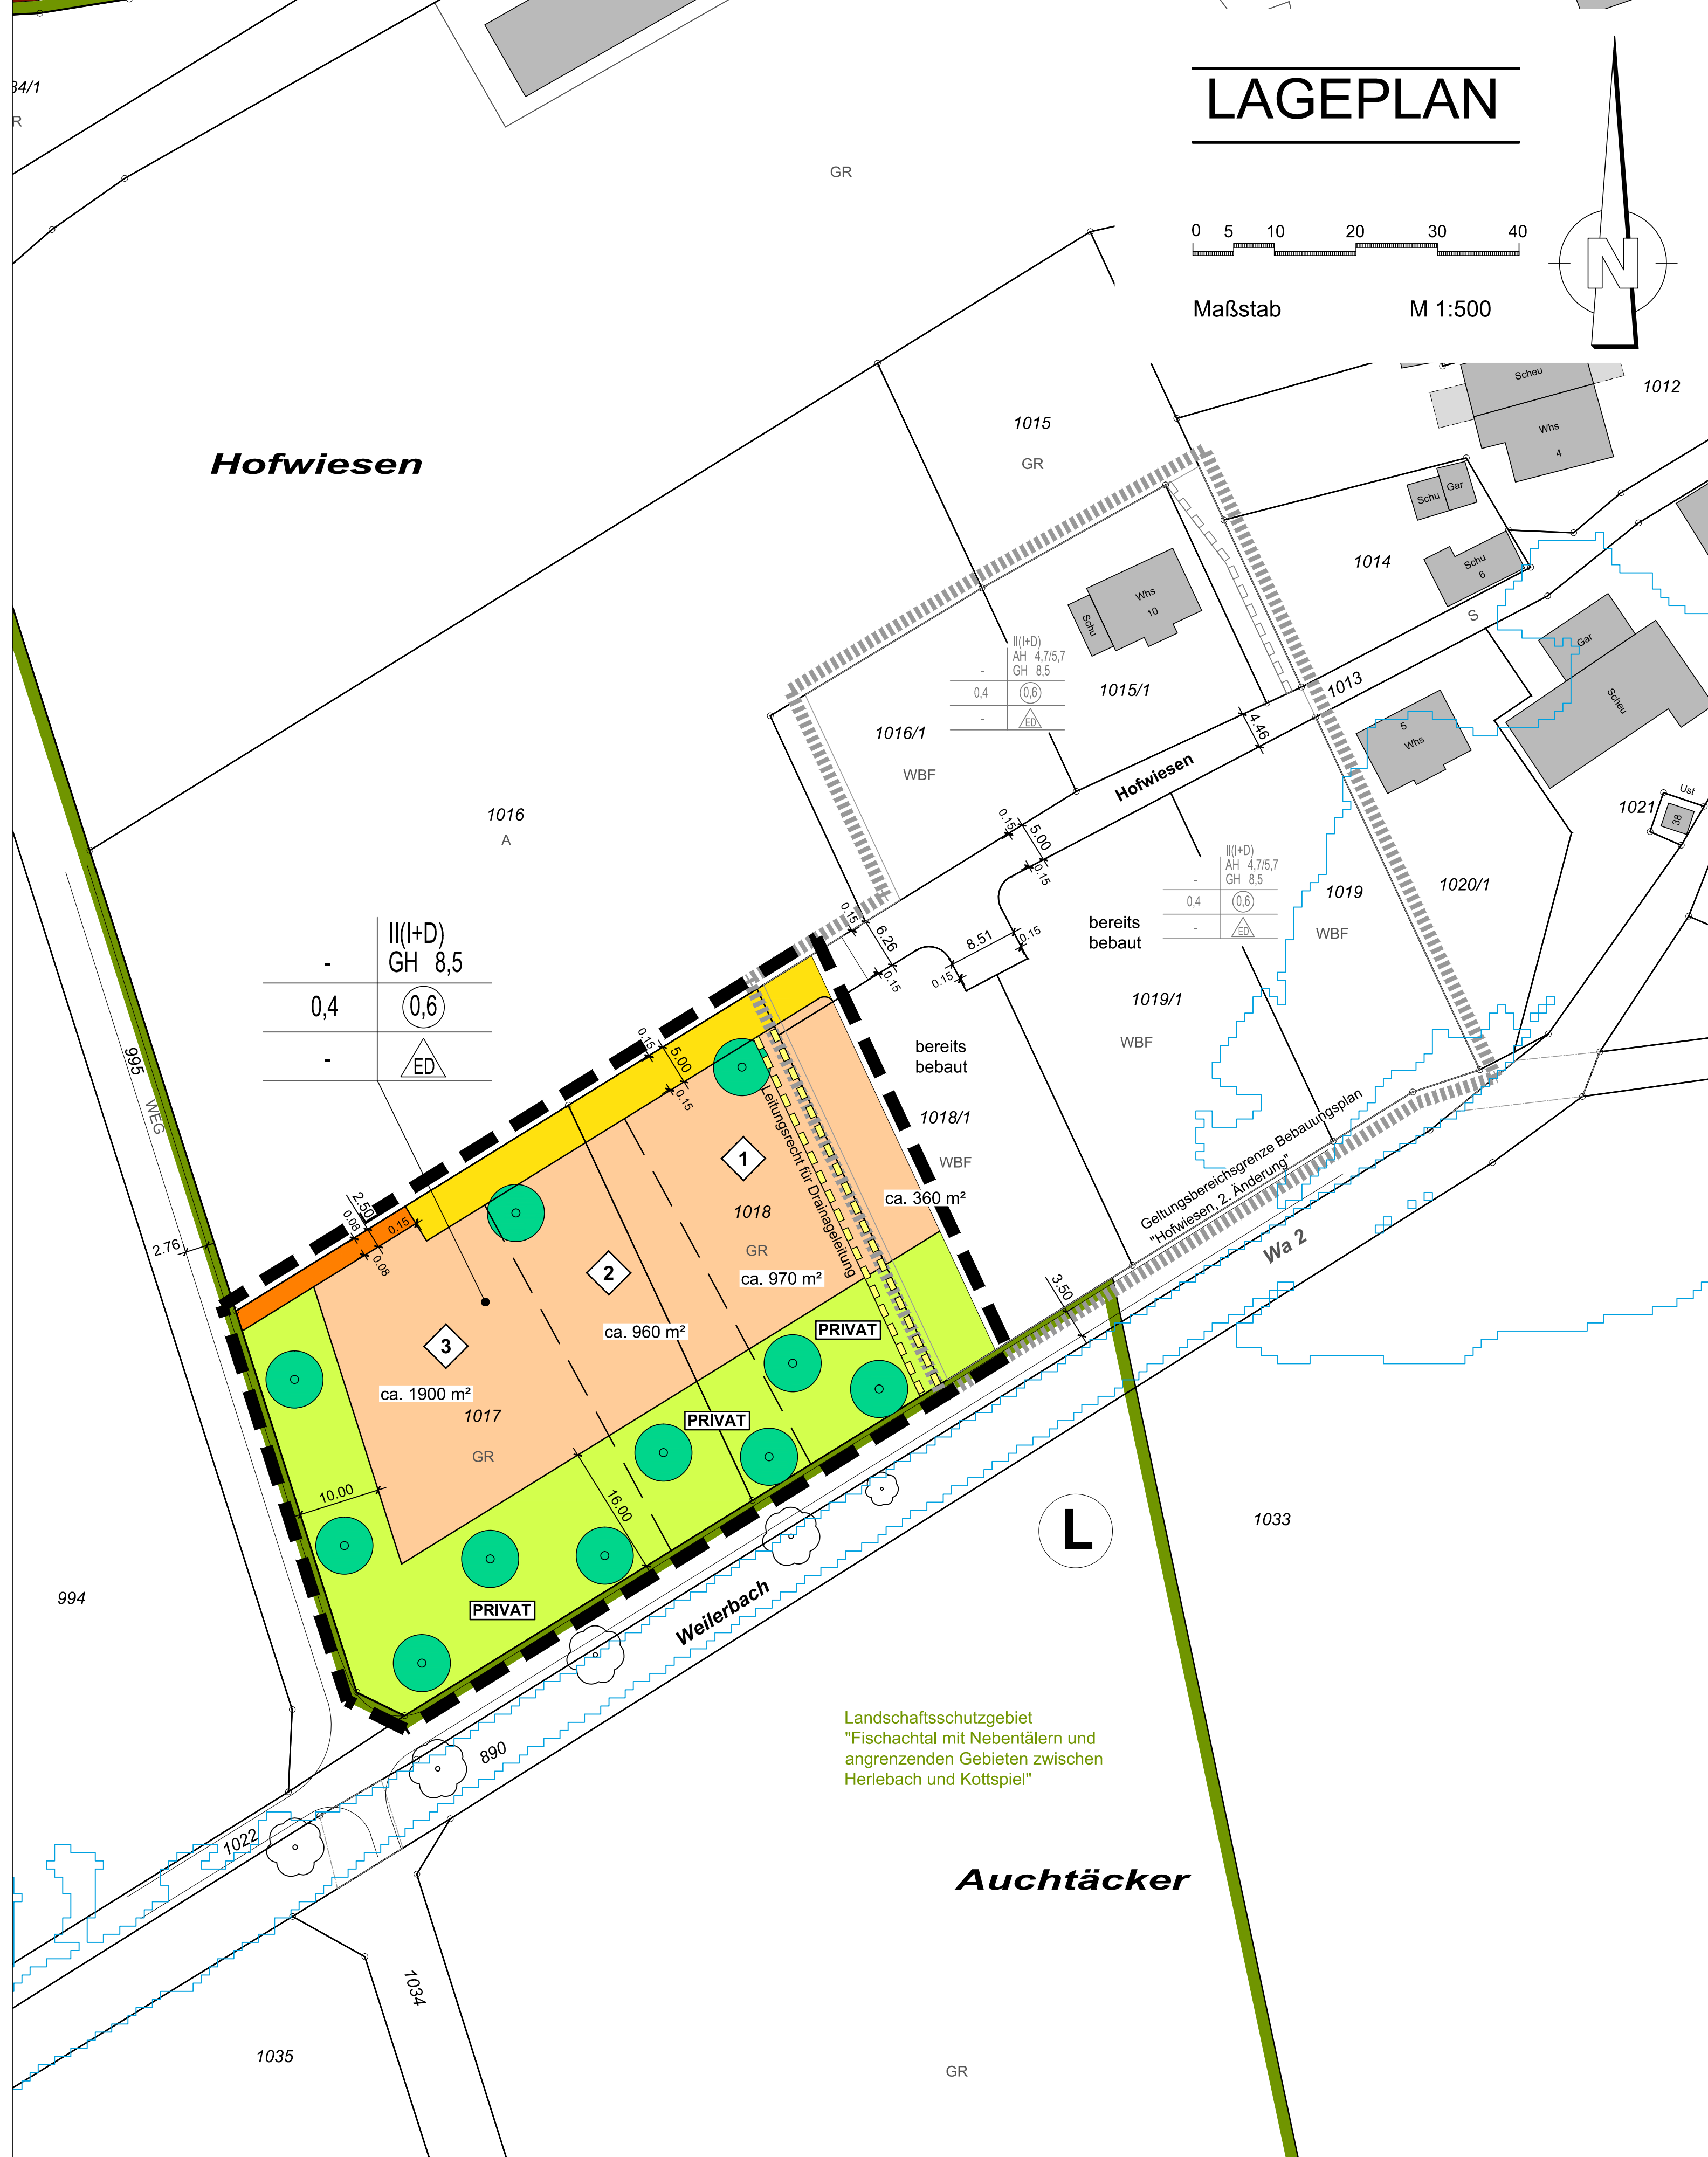 LAGEPLAN
0 5 10 20 30 40
Maßstab M 1:500
N
34/1
R
GR
Hofwiesen
1015
GR
Scheu
1012
Whs
4
Schu
Gar
1014
Schu
6
S
Whs
10
Schu
II(I+D)
AH 4,7/5,7
- GH 8,5
0,4 0,6
- ED
1015/1
1016/1
WBF
1013
4.46
Gar
Scheu
5
Whs
Hofwiesen
1016
A
0.15
5.00
0.15
Ust
38
1021
II(I+D)
AH 4,7/5,7
- GH 8,5
0,4 0,6
- ED
1019
WBF
1020/1
bereits
bebaut
0.15
6.26
0.15
8.51
0.15
0.15
1019/1
WBF
II(I+D)
- GH 8,5
0,4 0,6
- ED
995
WEG
2.76
0.15
5.00
0.15
bereits
bebaut
1018/1
WBF
ca. 360 m²
Leitungsrecht für Drainageleitung
1
1018
GR
ca. 970 m²
2
ca. 960 m²
2.50
0.08
0.15
0.08
3
ca. 1900 m²
1017
GR
PRIVAT
PRIVAT
PRIVAT
10.00
16.00
Geltungsbereichsgrenze Bebauungsplan
"Hofwiesen, 2. Änderung"
3.50
Wa 2
L
1033
994
Weilerbach
890
1022
Landschaftsschutzgebiet
"Fischachtal mit Nebentälern und
angrenzenden Gebieten zwischen
Herlebach und Kottspiel"
Auchtäcker
1034
1035
GR